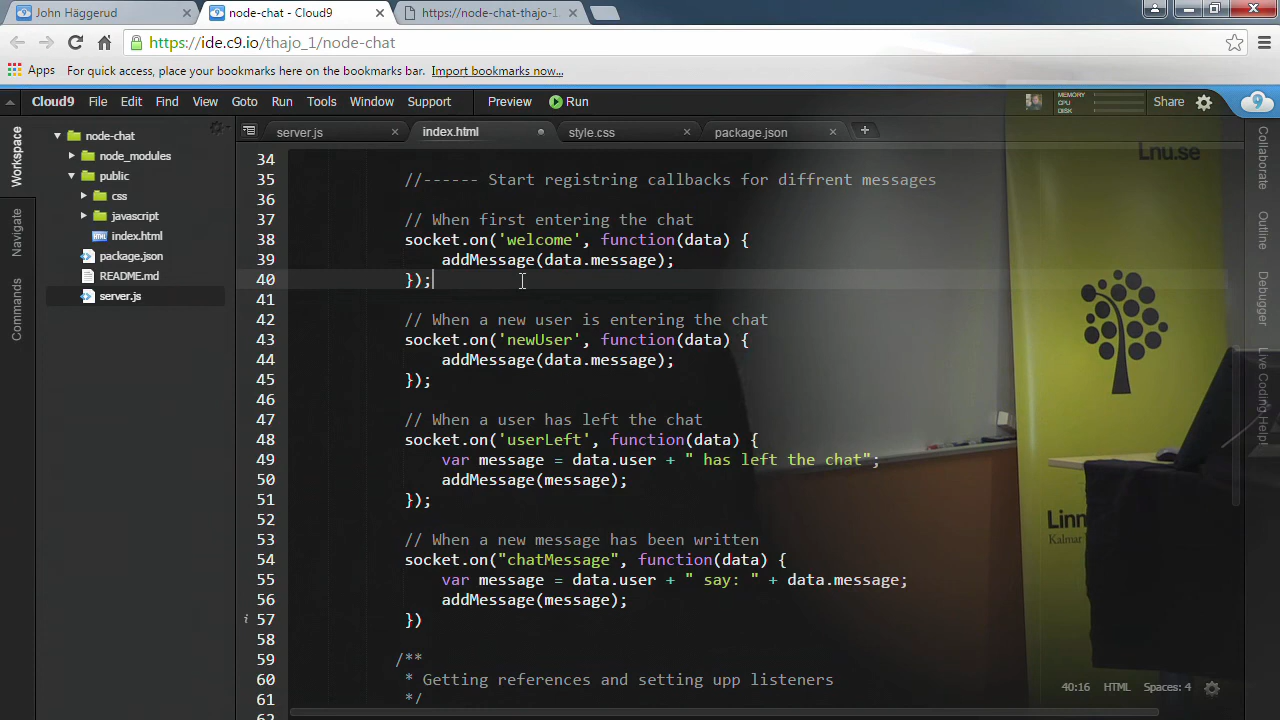 John Häggerud
node-chat - Cloud9
https://node-chat-thajo-1
https://ide.c9.io/thajo_1/node-chat
Apps
For quick access, place your bookmarks here on the bookmarks bar.
Import bookmarks now...
Cloud9 File Edit Find View Goto Run Tools Window Support Preview Run
MEMORY
CPU
DISK
Share
9
Workspace
Navigate
Commands
node-chat
node_modules
public
css
javascript
index.html
package.json
README.md
server.js
server.js index.html style.css package.json
34
35 //------ Start registring callbacks for diffrent messages
36
37 // When first entering the chat
38 socket.on('welcome', function(data) {
39 addMessage(data.message);
40 });
41
42 // When a new user is entering the chat
43 socket.on('newUser', function(data) {
44 addMessage(data.message);
45 });
46
47 // When a user has left the chat
48 socket.on('userLeft', function(data) {
49 var message = data.user + " has left the chat";
50 addMessage(message);
51 });
52
53 // When a new message has been written
54 socket.on("chatMessage", function(data) {
55 var message = data.user + " say: " + data.message;
56 addMessage(message);
57 })
58
59 /**
60 * Getting references and setting upp listeners
61 */
62
40:16 HTML Spaces: 4
Collaborate
Outline
Debugger
Live Coding Help!
Lnu.se
Linn
Kalmar